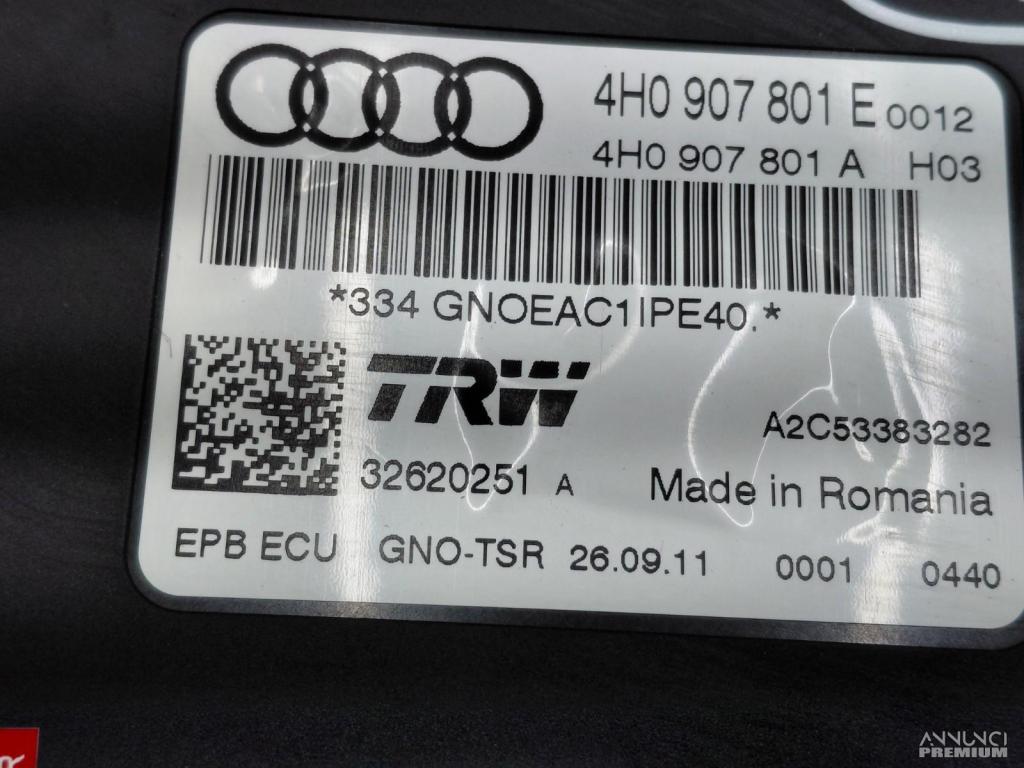 4H0 907 801 E 0012
4H0 907 801 A H03
*334 GNOEAC1IPE40.*
TRW
A2C53383282
32620251 A
Made in Romania
EPB ECU GNO-TSR 26.09.11 0001 0440
R
ANNUNCI
PREMIUM